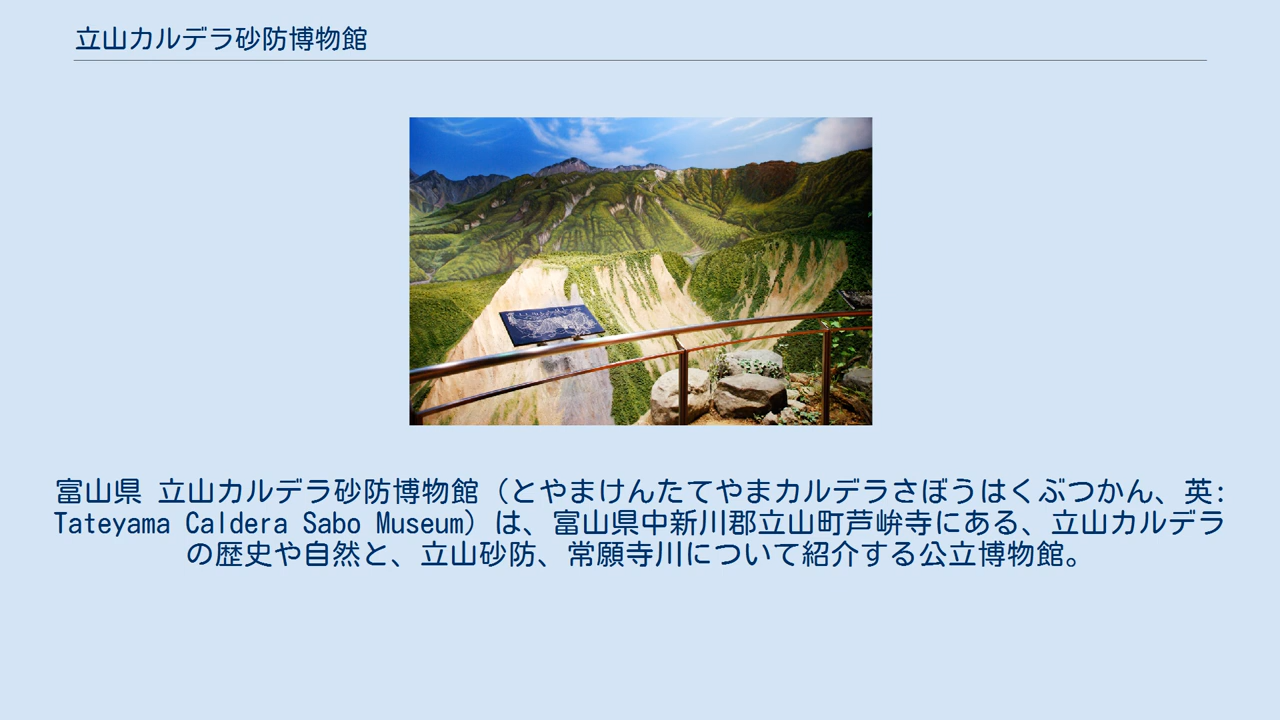 立山カルデラ砂防博物館
富山県 立山カルデラ砂防博物館（とやまけんたてやまカルデラさぼうはくぶつかん、英:
Tateyama Caldera Sabo Museum）は、富山県中新川郡立山町芦峅寺にある、立山カルデラ
の歴史や自然と、立山砂防、常願寺川について紹介する公立博物館。